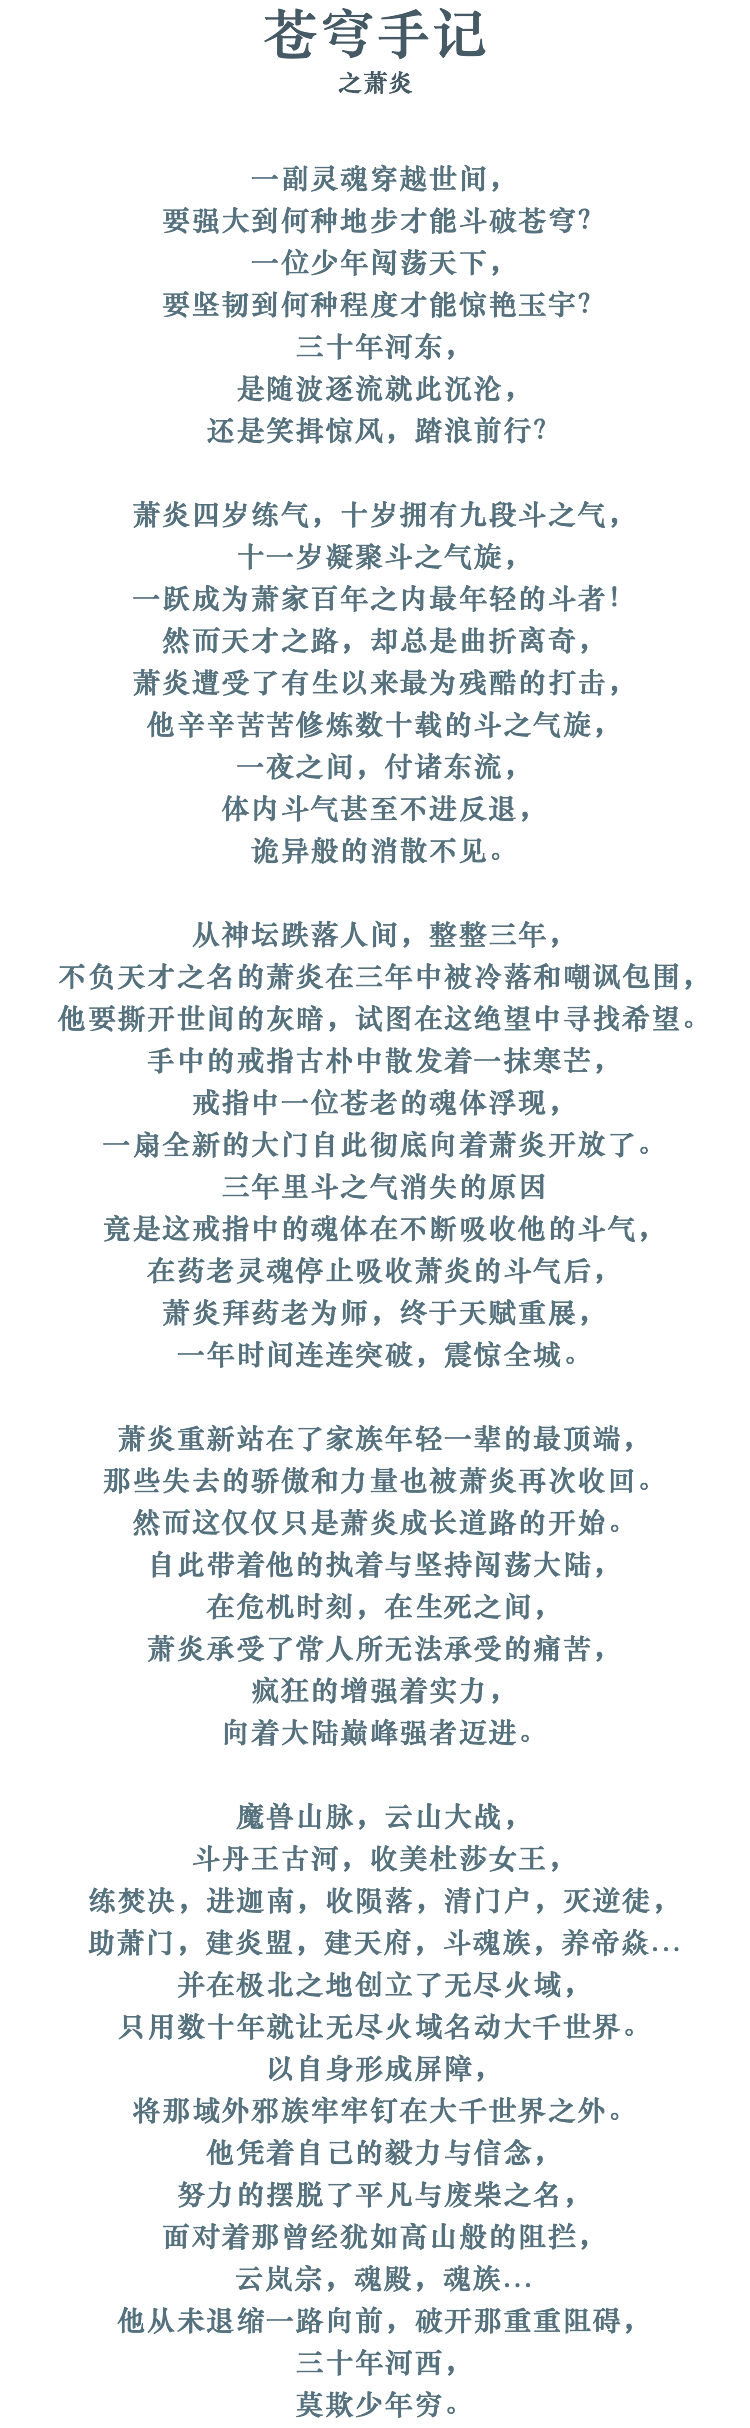 苍穹手记
之萧炎
一副灵魂穿越世间，
要强大到何种地步才能斗破苍穹？
一位少年闯荡天下，
要坚韧到何种程度才能惊艳玉宇？
三十年河东，
是随波逐流就此沉沦，
还是笑揖惊风，踏浪前行？
萧炎四岁练气，十岁拥有九段斗之气，
十一岁凝聚斗之气旋，
一跃成为萧家百年之内最年轻的斗者！
然而天才之路，却总是曲折离奇，
萧炎遭受了有生以来最为残酷的打击，
他辛辛苦苦修炼数十载的斗之气旋，
一夜之间，付诸东流，
体内斗气甚至不进反退，
诡异般的消散不见。
从神坛跌落人间，整整三年，
不负天才之名的萧炎在三年中被冷落和嘲讽包围，
他要撕开世间的灰暗，试图在这绝望中寻找希望。
手中的戒指古朴中散发着一抹寒芒，
戒指中一位苍老的魂体浮现，
一扇全新的大门自此彻底向着萧炎开放了。
三年里斗之气消失的原因
竟是这戒指中的魂体在不断吸收他的斗气，
在药老灵魂停止吸收萧炎的斗气后，
萧炎拜药老为师，终于天赋重展，
一年时间连连突破，震惊全城。
萧炎重新站在了家族年轻一辈的最顶端，
那些失去的骄傲和力量也被萧炎再次收回。
然而这仅仅只是萧炎成长道路的开始。
自此带着他的执着与坚持闯荡大陆，
在危机时刻，在生死之间，
萧炎承受了常人所无法承受的痛苦，
疯狂的增强着实力，
向着大陆巅峰强者迈进。
魔兽山脉，云山大战，
斗丹王古河，收美杜莎女王，
练焚决，进迦南，收陨落，清门户，灭逆徒，
助萧门，建炎盟，建天府，斗魂族，养帝焱...
并在极北之地创立了无尽火域，
只用数十年就让无尽火域名动大千世界。
以自身形成屏障，
将那域外邪族牢牢钉在大千世界之外。
他凭着自己的毅力与信念，
努力的摆脱了平凡与废柴之名，
面对着那曾经犹如高山般的阻拦，
云岚宗，魂殿，魂族...
他从未退缩一路向前，破开那重重阻碍，
三十年河西，
莫欺少年穷。